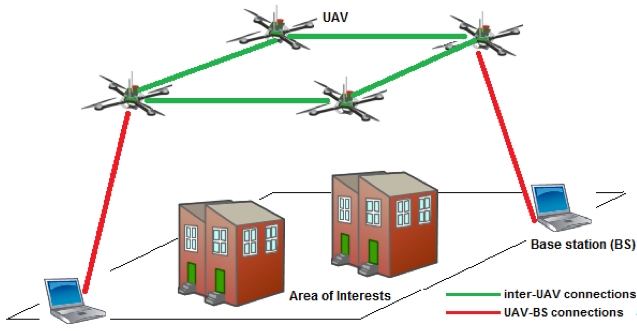 UAV
Base station (BS)
Area of Interests
inter-UAV connections
UAV-BS connections